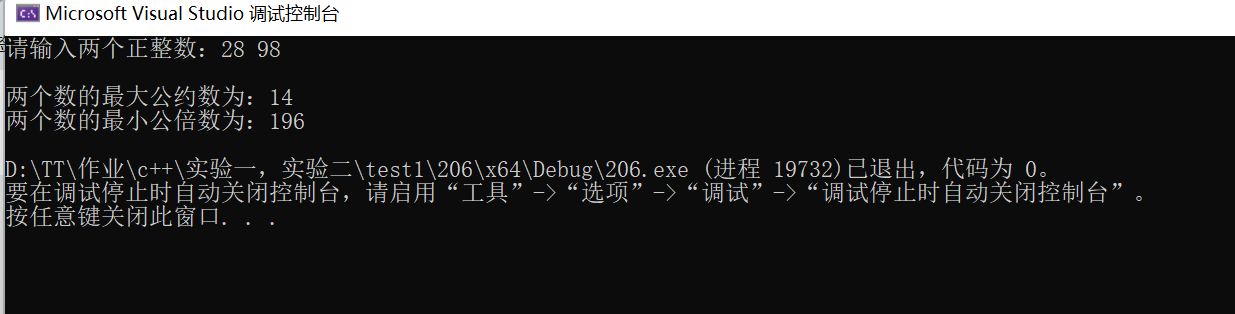 C:\
Microsoft Visual Studio 调试控制台
请输入两个正整数：28 98
两个数的最大公约数为：14
两个数的最小公倍数为：196
D:\TT\作业\c++\实验一，实验二\test1\206\x64\Debug\206.exe (进程 19732)已退出，代码为 0。
要在调试停止时自动关闭控制台，请启用“工具”->“选项”->“调试”->“调试停止时自动关闭控制台”。
按任意键关闭此窗口. . .